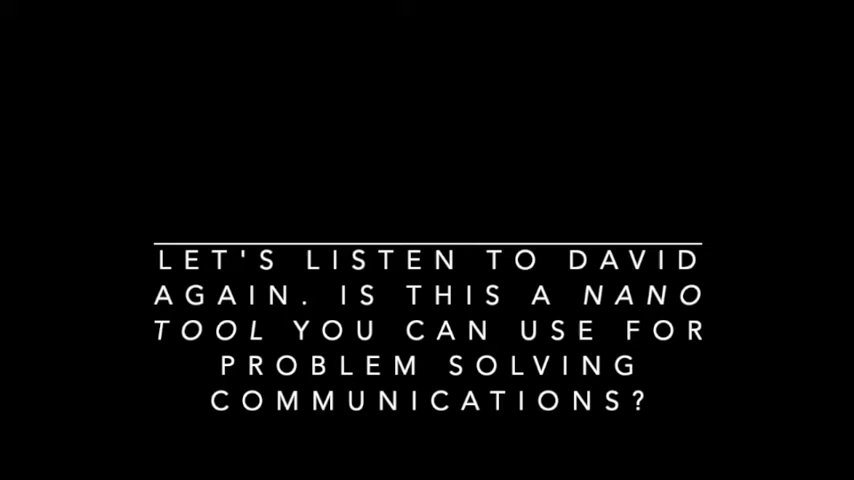 LET'S LISTEN TO DAVID
AGAIN. IS THIS A NANO
TOOL YOU CAN USE FOR
PROBLEM SOLVING
COMMUNICATIONS?